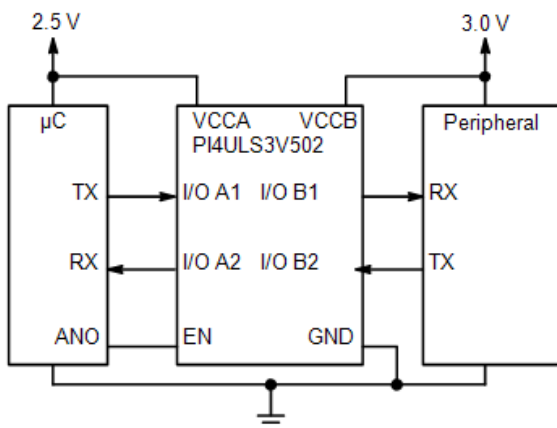 2.5 V
3.0 V
µC
VCCA
VCCB
Peripheral
PI4ULS3V502
TX
I/O A1
I/O B1
RX
RX
I/O A2
I/O B2
TX
ANO
EN
GND